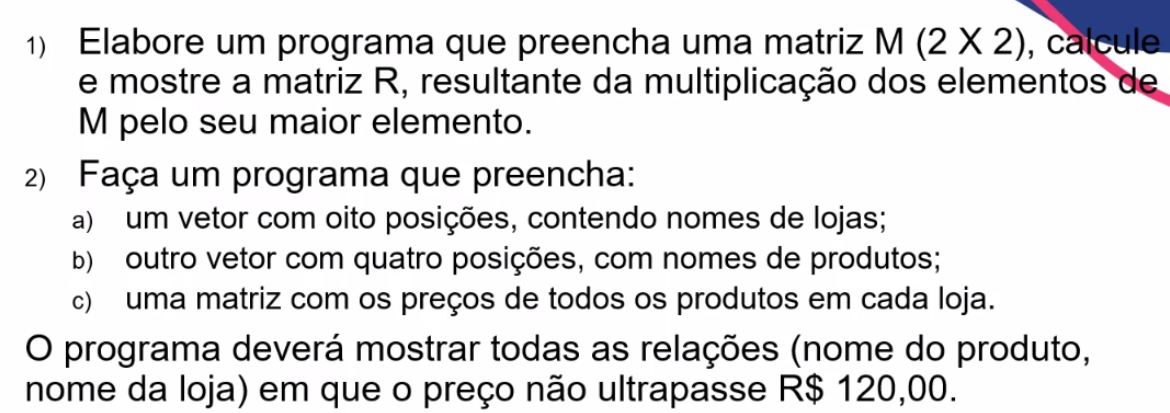 1) Elabore um programa que preencha uma matriz M (2 X 2), calcule
e mostre a matriz R, resultante da multiplicação dos elementos de
M pelo seu maior elemento.
2) Faça um programa que preencha:
a) um vetor com oito posições, contendo nomes de lojas;
b) outro vetor com quatro posições, com nomes de produtos;
c) uma matriz com os preços de todos os produtos em cada loja.
O programa deverá mostrar todas as relações (nome do produto,
nome da loja) em que o preço não ultrapasse R$ 120,00.